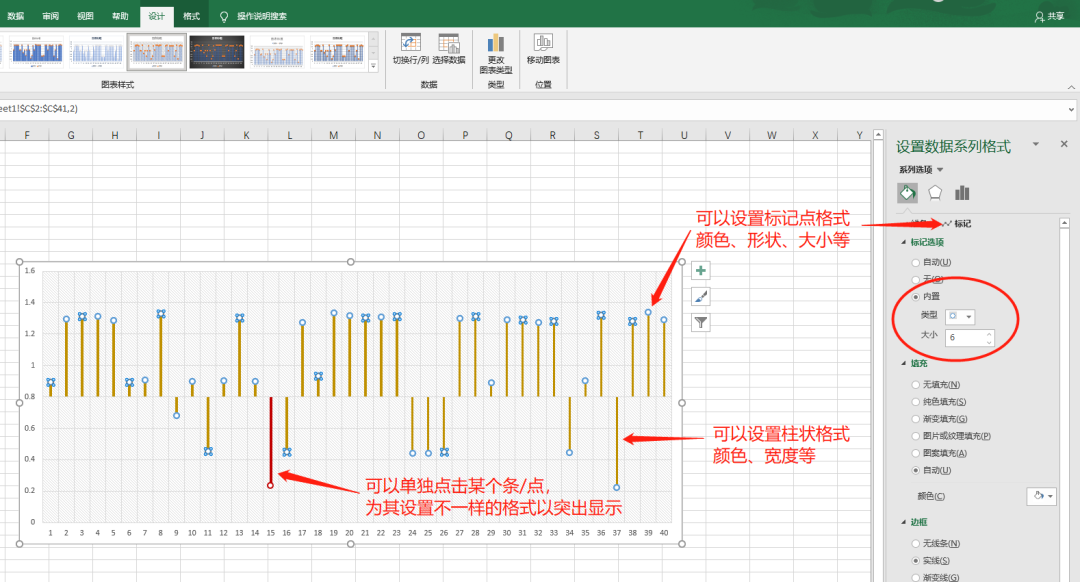 数据 审阅 视图 帮助 设计 格式 操作说明搜索 共享
切换行/列 选择数据 更改 图表类型 移动图表
图表样式 数据 类型 位置
eet1!$C$2:$C$41,2)
F G H I J K L M N O P Q R S T U V W X Y
设置数据系列格式
系列选项
标记
标记选项
自动(U)
无(O)
内置
类型
大小 6
填充
无填充(N)
纯色填充(S)
渐变填充(G)
图片或纹理填充(P)
图案填充(A)
自动(U)
颜色(C)
边框
无线条(N)
实线(S)
渐变线(G)
可以设置标记点格式
颜色、形状、大小等
可以设置柱状格式
颜色、宽度等
可以单独点击某个条/点，
为其设置不一样的格式以突出显示
1.6
1.4
1.2
1
0.8
0.6
0.4
0.2
0
1 2 3 4 5 6 7 8 9 10 11 12 13 14 15 16 17 18 19 20 21 22 23 24 25 26 27 28 29 30 31 32 33 34 35 36 37 38 39 40